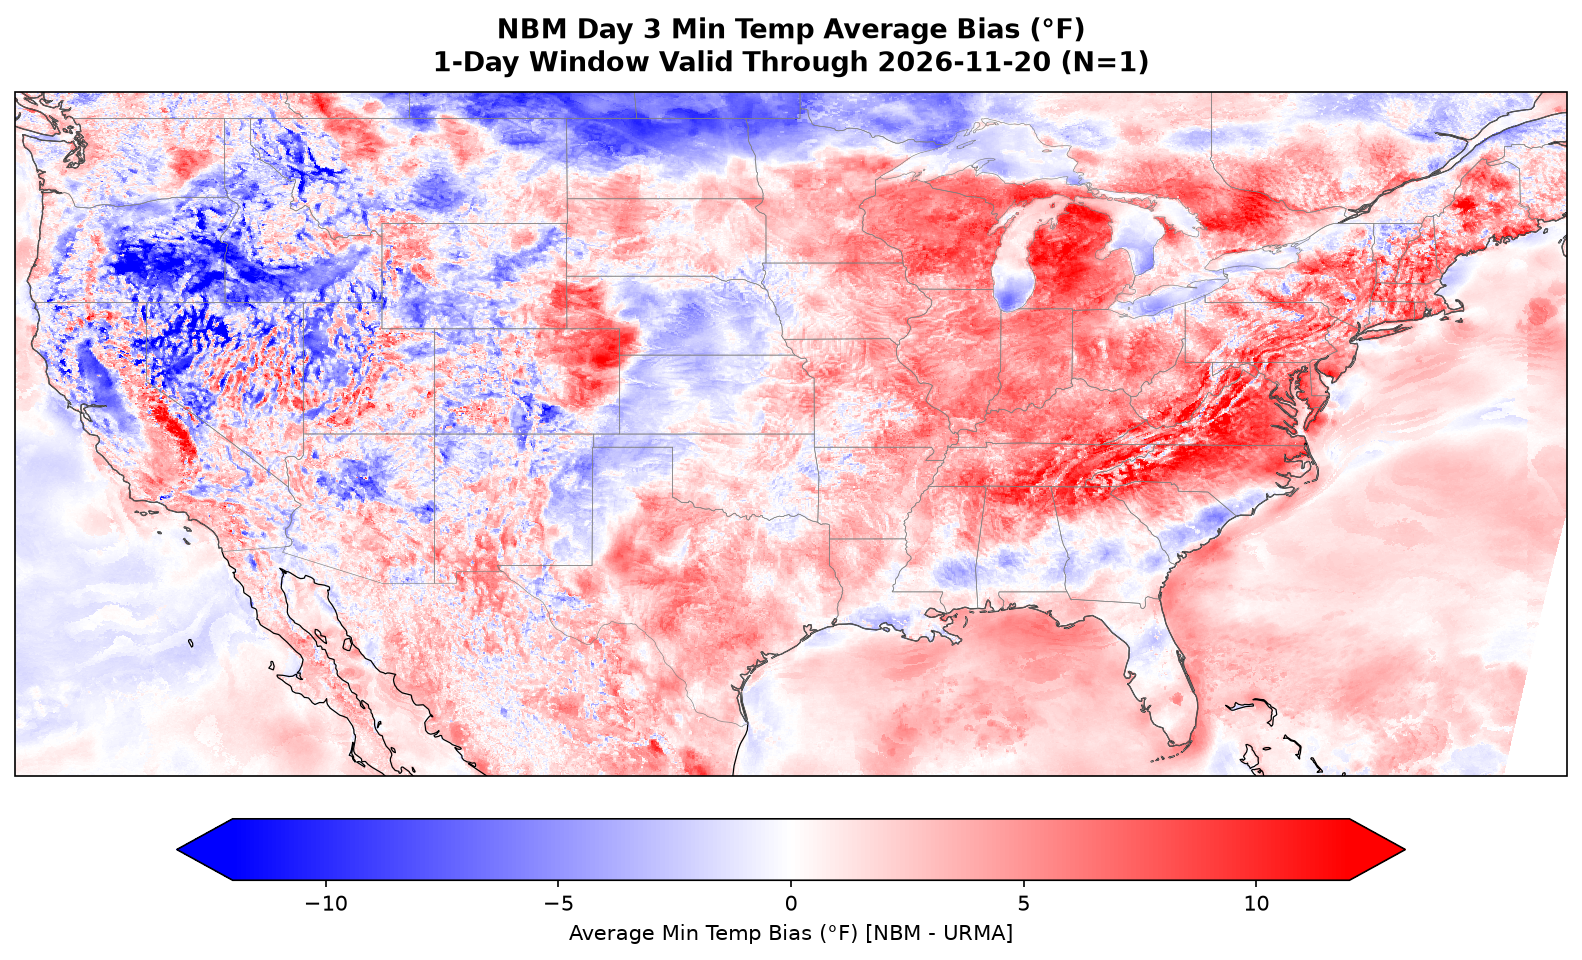 NBM Day 3 Min Temp Average Bias (°F)
1-Day Window Valid Through 2026-11-20 (N=1)
−10 −5 0 5 10
Average Min Temp Bias (°F) [NBM - URMA]